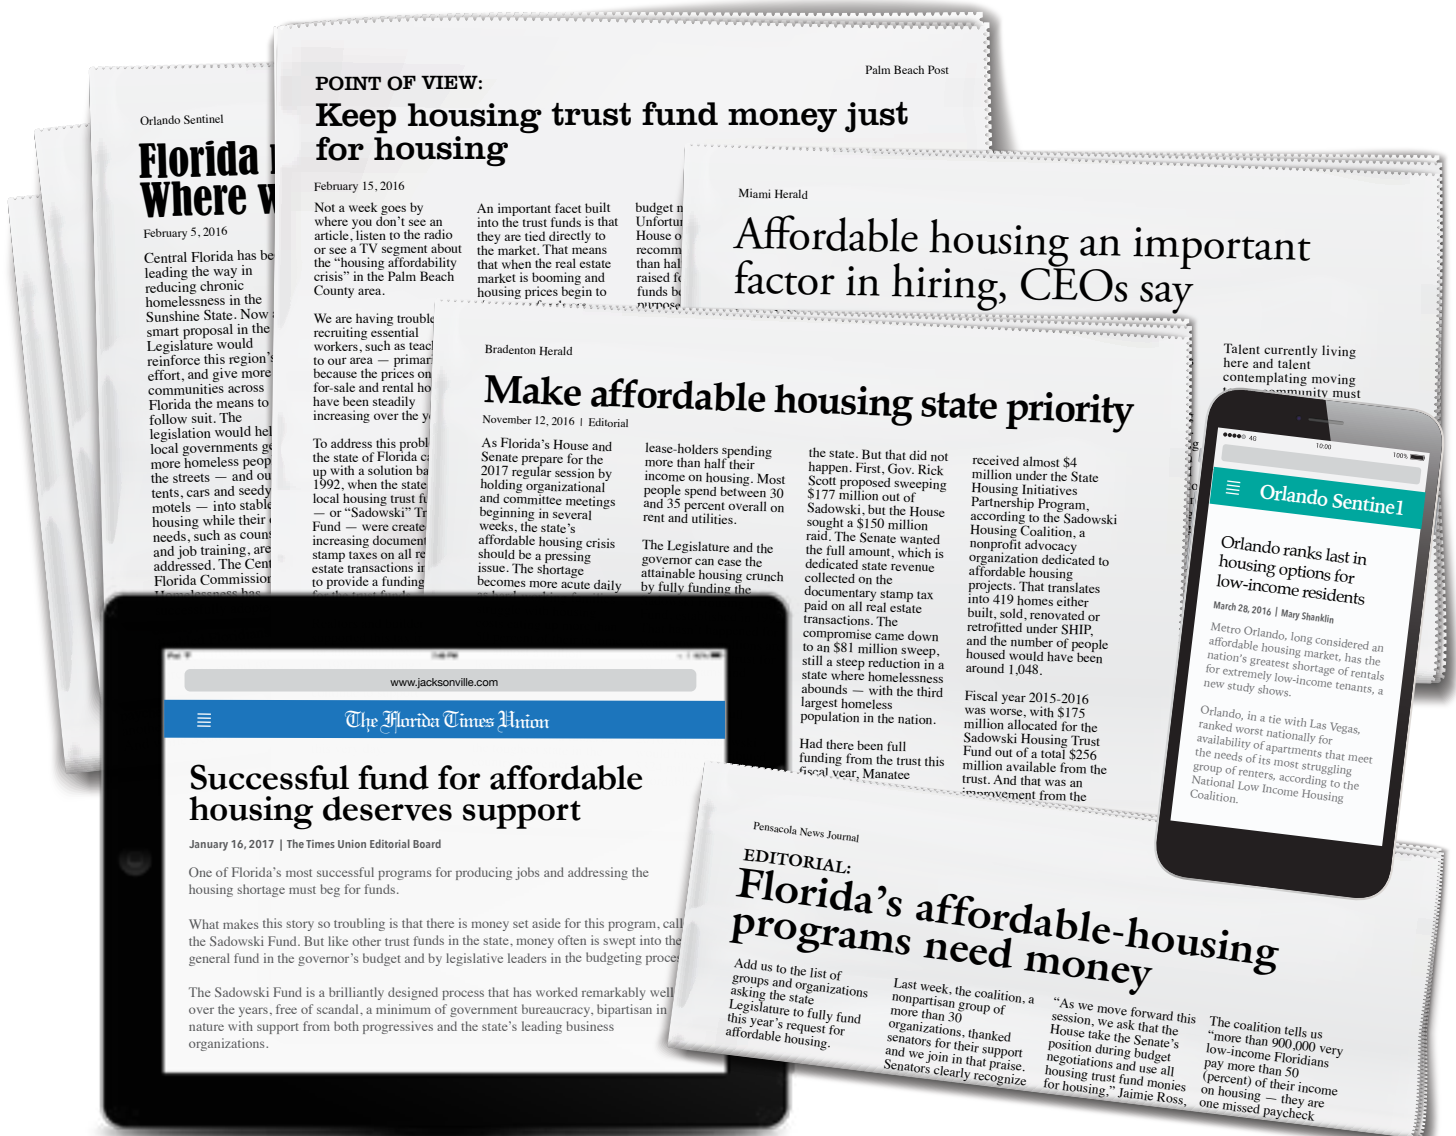 Orlando Sentinel
Florida
Where
February 5, 2016
Central Florida has
leading the way in
reducing chronic
homelessness in the
Sunshine State. Now
smart proposal in the
Legislature would
reinforce this region's
effort, and give more
communities across
Florida the means to
follow suit. The
legislation would
local governments
more homeless
the streets — and
tents, cars and seedy
motels — into
housing while their
needs, such as
and job training, are
addressed. The
Florida
Homelessness has
Palm Beach Post
POINT OF VIEW:
Keep housing trust fund money just
for housing
February 15, 2016
Not a week goes by
where you don't see an
article, listen to the radio
or see a TV segment about
the “housing affordability
crisis” in the Palm Beach
County area.
We are having trouble
recruiting essential
workers, such as
to our area —
because the prices on
for-sale and rental
have been steadily
increasing over the
To address this
the state of Florida
up with a solution
1992, when the state
local housing trust
— or “Sadowski”
Fund — were
increasing
stamp taxes on all
estate transactions
to provide a funding
for the trust funds
An important facet built
into the trust funds is that
they are tied directly to
the market. That means
that when the real estate
market is booming and
housing prices begin to
budget
House
than
raised
funds
purpose
Miami Herald
Affordable housing an important
factor in hiring, CEOs say
Talent currently living
here and talent
contemplating moving
community must
Bradenton Herald
Make affordable housing state priority
November 12, 2016 | Editorial
As Florida's House and
Senate prepare for the
2017 regular session by
holding organizational
and committee meetings
beginning in several
weeks, the state's
affordable housing crisis
should be a pressing
issue. The shortage
becomes more acute daily
lease-holders spending
more than half their
income on housing. Most
people spend between 30
and 35 percent overall on
rent and utilities.
The Legislature and the
governor can ease the
attainable housing crunch
by fully funding the
the state. But that did not
happen. First, Gov. Rick
Scott proposed sweeping
$177 million out of
Sadowski, but the House
sought a $150 million
raid. The Senate wanted
the full amount, which is
dedicated state revenue
collected on the
documentary stamp tax
paid on all real estate
transactions. The
compromise came down
to an $81 million sweep,
still a steep reduction in a
state where homelessness
abounds — with the third
largest homeless
population in the nation.
Had there been full
funding from the trust this
fiscal year, Manatee
received almost $4
million under the State
Housing Initiatives
Partnership Program,
according to the Sadowski
Housing Coalition, a
nonprofit advocacy
organization dedicated to
affordable housing
projects. That translates
into 419 homes either
built, sold, renovated or
retrofitted under SHIP,
and the number of people
housed would have been
around 1,048.
Fiscal year 2015-2016
was worse, with $175
million allocated for the
Sadowski Housing Trust
Fund out of a total $256
million available from the
trust. And that was an
improvement from the
4G
10:00
100%
Orlando Sentinel
Orlando ranks last in
housing options for
low-income residents
March 28, 2016 | Mary Shanklin
Metro Orlando, long considered an
affordable housing market, has the
nation's greatest shortage of rentals
for extremely low-income tenants, a
new study shows.
Orlando, in a tie with Las Vegas,
ranked worst nationally for
availability of apartments that meet
the needs of its most struggling
group of renters, according to the
National Low Income Housing
Coalition.
www.jacksonville.com
The Florida Times Union
Successful fund for affordable
housing deserves support
January 16, 2017 | The Times Union Editorial Board
One of Florida's most successful programs for producing jobs and addressing the
housing shortage must beg for funds.
What makes this story so troubling is that there is money set aside for this program,
the Sadowski Fund. But like other trust funds in the state, money often is swept into the
general fund in the governor's budget and by legislative leaders in the budgeting
The Sadowski Fund is a brilliantly designed process that has worked remarkably well
over the years, free of scandal, a minimum of government bureaucracy, bipartisan in
nature with support from both progressives and the state's leading business
organizations.
Pensacola News Journal
EDITORIAL:
Florida's affordable-housing
programs need money
Add us to the list of
groups and organizations
asking the state
Legislature to fully fund
this year's request for
affordable housing.
Last week, the coalition, a
nonpartisan group of
more than 30
organizations, thanked
senators for their support
and we join in that praise.
Senators clearly recognize
“As we move forward this
session, we ask that the
House take the Senate's
position during budget
negotiations and use all
housing trust fund monies
for housing,” Jaimie Ross,
The coalition tells us
“more than 900,000 very
low-income Floridians
pay more than 50
(percent) of their income
on housing — they are
one missed paycheck